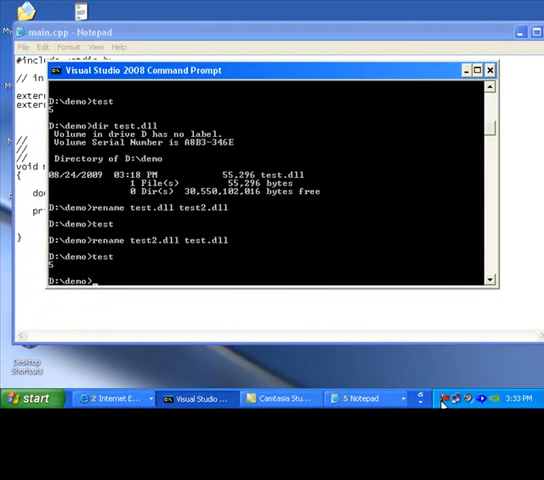 main.cpp - Notepad
File Edit Format View Help
Visual Studio 2008 Command Prompt
D:\demo>test
5
D:\demo>dir test.dll
Volume in drive D has no label.
Volume Serial Number is A8B3-346E
Directory of D:\demo
08/24/2009 03:18 PM 55,296 test.dll
1 File(s) 55,296 bytes
0 Dir(s) 30,550,102,016 bytes free
D:\demo>rename test.dll test2.dll
D:\demo>test
D:\demo>rename test2.dll test.dll
D:\demo>test
5
D:\demo>_
// in
extern
extern
//
//
//
void m
{
dou
pr
}
Desktop
Shortcuts
start
2 Internet E...
Visual Studio ...
Camtasia Stu...
5 Notepad
3:33 PM